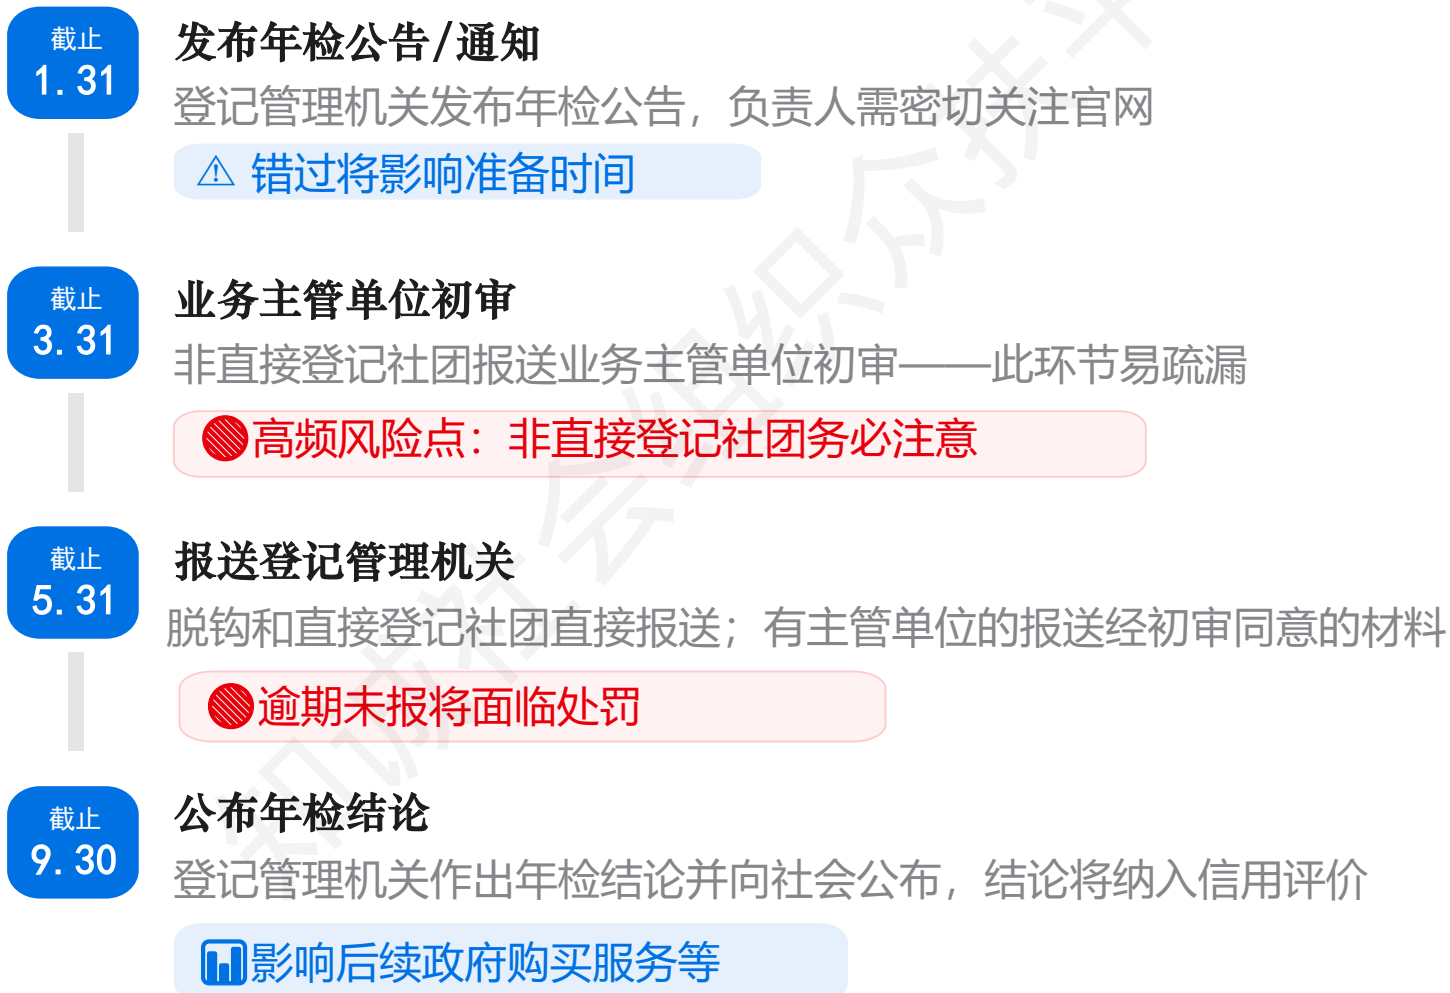 截止
1.31
发布年检公告/通知
登记管理机关发布年检公告，负责人需密切关注官网
⚠ 错过将影响准备时间
截止
3.31
业务主管单位初审
非直接登记社团报送业务主管单位初审——此环节易疏漏
高频风险点：非直接登记社团务必注意
截止
5.31
报送登记管理机关
脱钩和直接登记社团直接报送；有主管单位的报送经初审同意的材料
逾期未报将面临处罚
截止
9.30
公布年检结论
登记管理机关作出年检结论并向社会公布，结论将纳入信用评价
影响后续政府购买服务等
知诚社会组织众扶平